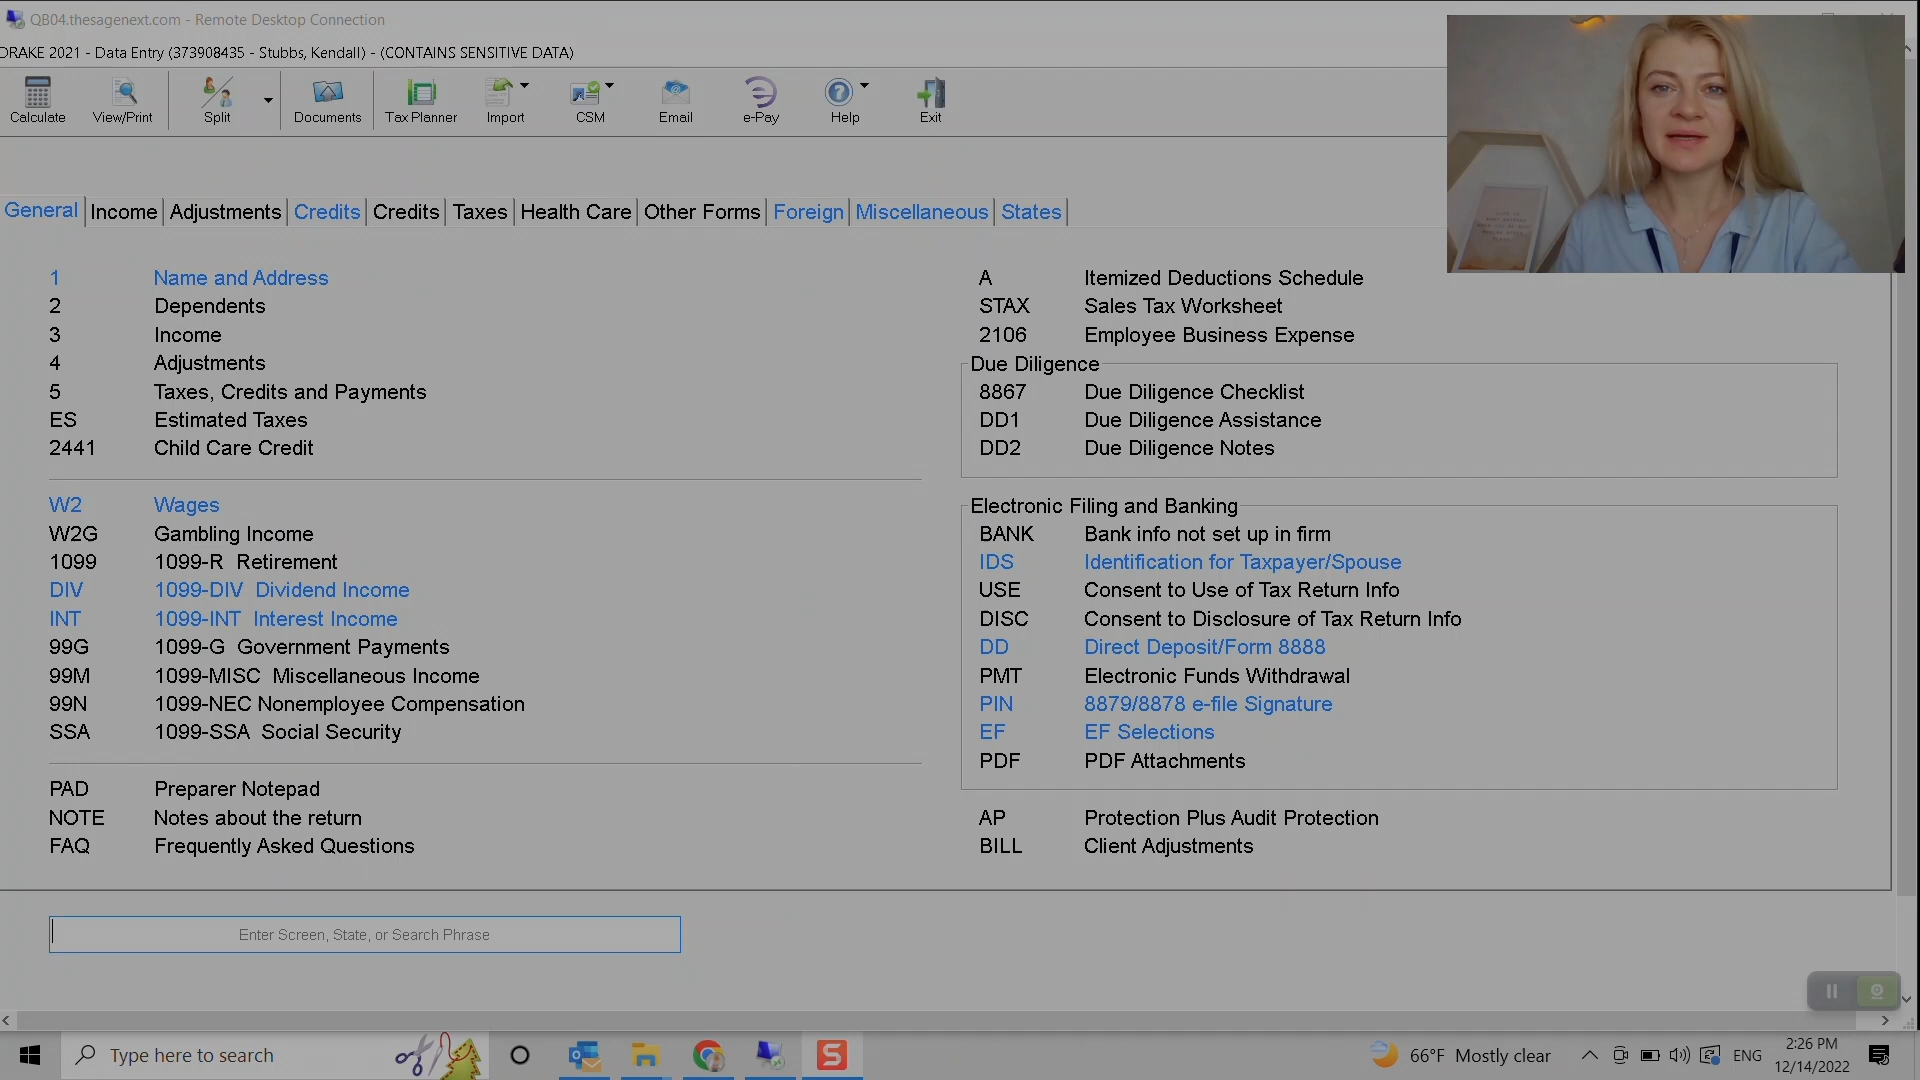 QB04.thesagenext.com - Remote Desktop Connection
DRAKE 2021 - Data Entry (373908435 - Stubbs, Kendall) - (CONTAINS SENSITIVE DATA)
Calculate View/Print Split Documents Tax Planner Import CSM Email e-Pay Help Exit
General Income Adjustments Credits Credits Taxes Health Care Other Forms Foreign Miscellaneous States
1 Name and Address
2 Dependents
3 Income
4 Adjustments
5 Taxes, Credits and Payments
ES Estimated Taxes
2441 Child Care Credit
W2 Wages
W2G Gambling Income
1099 1099-R Retirement
DIV 1099-DIV Dividend Income
INT 1099-INT Interest Income
99G 1099-G Government Payments
99M 1099-MISC Miscellaneous Income
99N 1099-NEC Nonemployee Compensation
SSA 1099-SSA Social Security
PAD Preparer Notepad
NOTE Notes about the return
FAQ Frequently Asked Questions
A Itemized Deductions Schedule
STAX Sales Tax Worksheet
2106 Employee Business Expense
Due Diligence
8867 Due Diligence Checklist
DD1 Due Diligence Assistance
DD2 Due Diligence Notes
Electronic Filing and Banking
BANK Bank info not set up in firm
IDS Identification for Taxpayer/Spouse
USE Consent to Use of Tax Return Info
DISC Consent to Disclosure of Tax Return Info
DD Direct Deposit/Form 8888
PMT Electronic Funds Withdrawal
PIN 8879/8878 e-file Signature
EF EF Selections
PDF PDF Attachments
AP Protection Plus Audit Protection
BILL Client Adjustments
Enter Screen, State, or Search Phrase
Type here to search
66°F Mostly clear
ENG
2:26 PM
12/14/2022